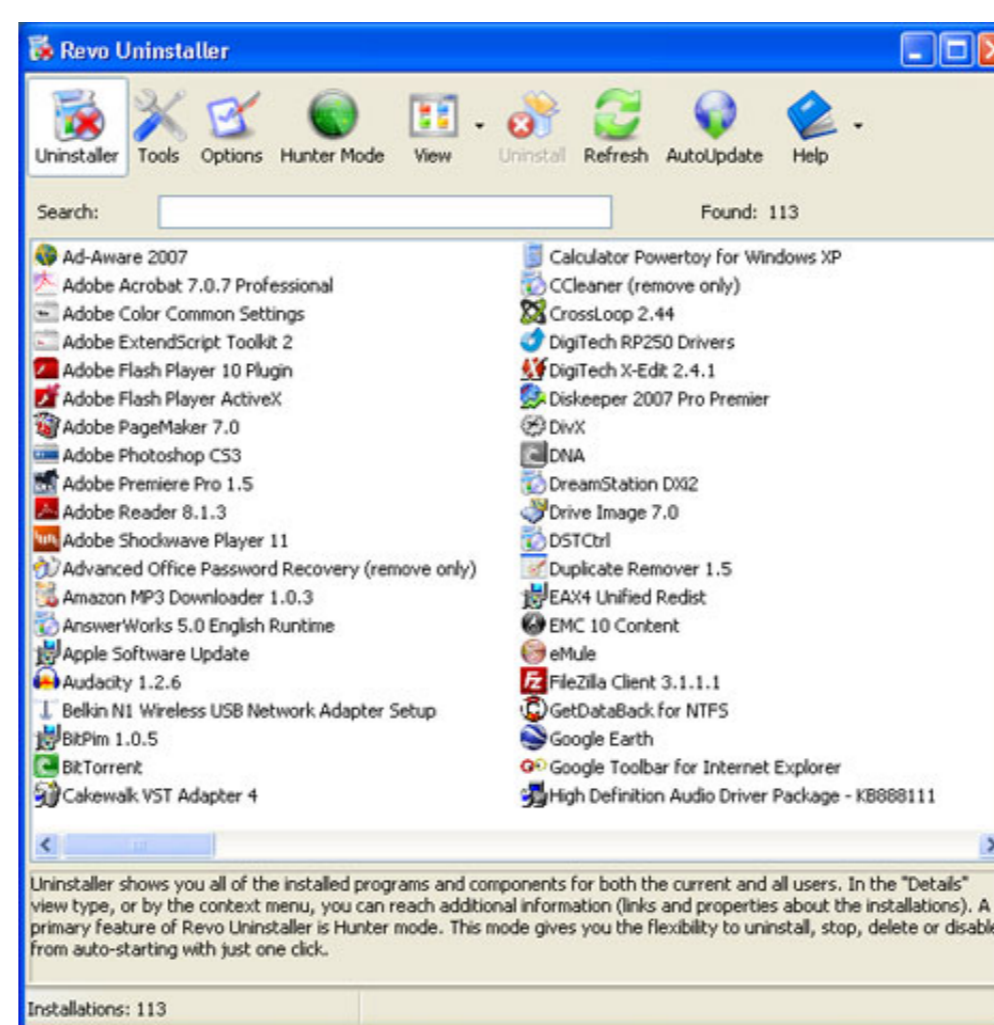 Revo Uninstaller
Uninstaller Tools Options Hunter Mode View Uninstall Refresh AutoUpdate Help
Search: Found: 113
Ad-Aware 2007
Adobe Acrobat 7.0.7 Professional
Adobe Color Common Settings
Adobe ExtendScript Toolkit 2
Adobe Flash Player 10 Plugin
Adobe Flash Player ActiveX
Adobe PageMaker 7.0
Adobe Photoshop CS3
Adobe Premiere Pro 1.5
Adobe Reader 8.1.3
Adobe Shockwave Player 11
Advanced Office Password Recovery (remove only)
Amazon MP3 Downloader 1.0.3
AnswerWorks 5.0 English Runtime
Apple Software Update
Audacity 1.2.6
Belkin N1 Wireless USB Network Adapter Setup
BitPim 1.0.5
BitTorrent
Cakewalk VST Adapter 4
Calculator Powertoy for Windows XP
CCleaner (remove only)
CrossLoop 2.44
DigiTech RP250 Drivers
DigiTech X-Edit 2.4.1
Diskeeper 2007 Pro Premier
DivX
DNA
DreamStation DXi2
Drive Image 7.0
DSTCtrl
Duplicate Remover 1.5
EAX4 Unified Redist
EMC 10 Content
eMule
FileZilla Client 3.1.1.1
GetDataBack for NTFS
Google Earth
Google Toolbar for Internet Explorer
High Definition Audio Driver Package - KB888111
Uninstaller shows you all of the installed programs and components for both the current and all users. In the "Details"
view type, or by the context menu, you can reach additional information (links and properties about the installations). A
primary feature of Revo Uninstaller is Hunter mode. This mode gives you the flexibility to uninstall, stop, delete or disable
from auto-starting with just one click.
Installations: 113